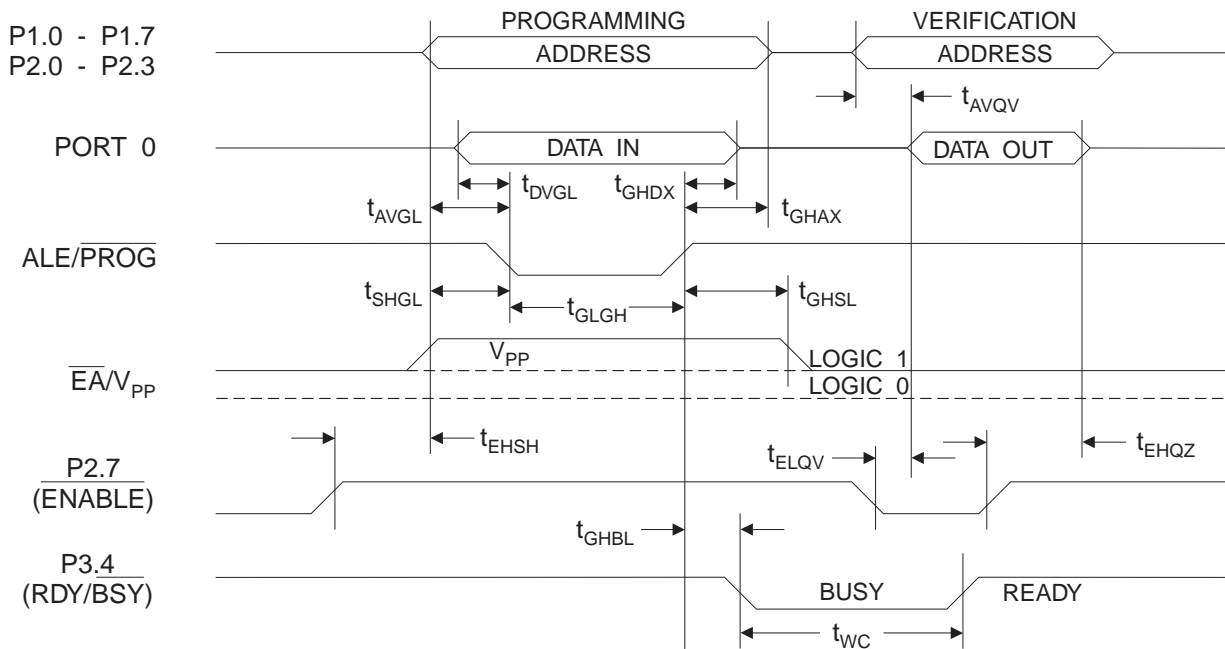 PROGRAMMING
VERIFICATION
P1.0 - P1.7
P2.0 - P2.3
ADDRESS
ADDRESS
tAVQV
PORT 0
DATA IN
DATA OUT
tDVGL
tGHDX
tAVGL
tGHAX
ALE/PROG
tSHGL
tGLGH
tGHSL
EA/VPP
VPP
LOGIC 1
LOGIC 0
tEHSH
tELQV
tEHQZ
P2.7
(ENABLE)
tGHBL
P3.4
(RDY/BSY)
BUSY
READY
tWC